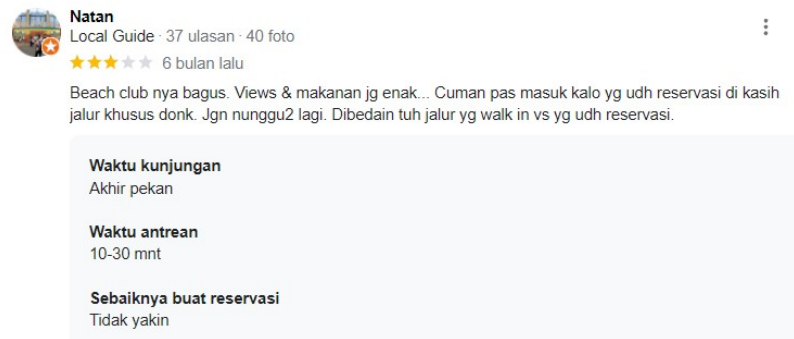 Natan
Local Guide · 37 ulasan · 40 foto
6 bulan lalu
Beach club nya bagus. Views & makanan jg enak... Cuman pas masuk kalo yg udh reservasi di kasih
jalur khusus donk. Jgn nunggu2 lagi. Dibedain tuh jalur yg walk in vs yg udh reservasi.
Waktu kunjungan
Akhir pekan
Waktu antrean
10-30 mnt
Sebaiknya buat reservasi
Tidak yakin